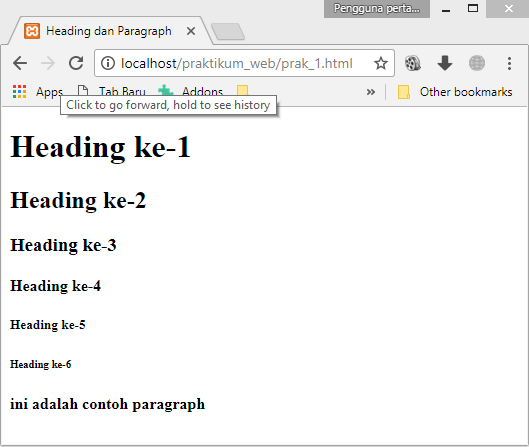 Pengguna perta...
Heading dan Paragraph
localhost/praktikum_web/prak_1.html
Apps Tab Baru Addons » Other bookmarks
Click to go forward, hold to see history
Heading ke-1
Heading ke-2
Heading ke-3
Heading ke-4
Heading ke-5
Heading ke-6
ini adalah contoh paragraph